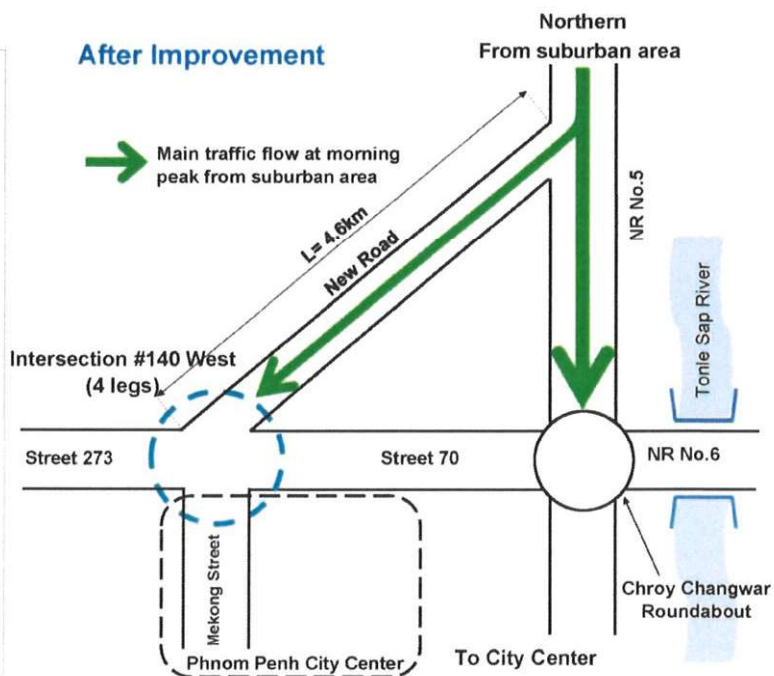 After Improvement
Northern
From suburban area
Main traffic flow at morning
peak from suburban area
L= 4.6km
New Road
NR No.5
Tonle Sap River
Intersection #140 West
(4 legs)
Street 273
Street 70
NR No.6
Mekong Street
Chroy Changwar
Roundabout
Phnom Penh City Center
To City Center